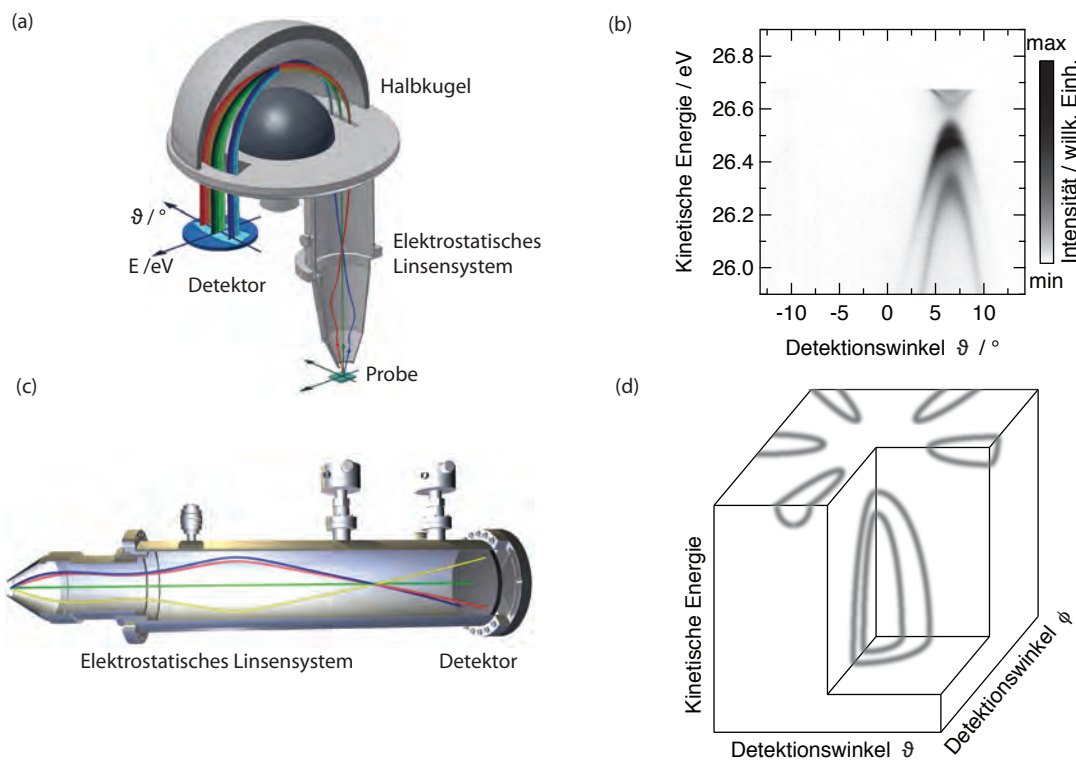 (a)
Halbkugel
ϑ / °
E /eV
Detektor
Elektrostatisches
Linsensystem
Probe
(b)
Kinetische Energie / eV
26.8
26.6
26.4
26.2
26.0
-10
-5
0
5
10
Detektionswinkel ϑ / °
max
min
Intensität / willk. Einh.
(c)
Elektrostatisches Linsensystem
Detektor
(d)
Kinetische Energie
Detektionswinkel ϑ
Detektionswinkel ϕ